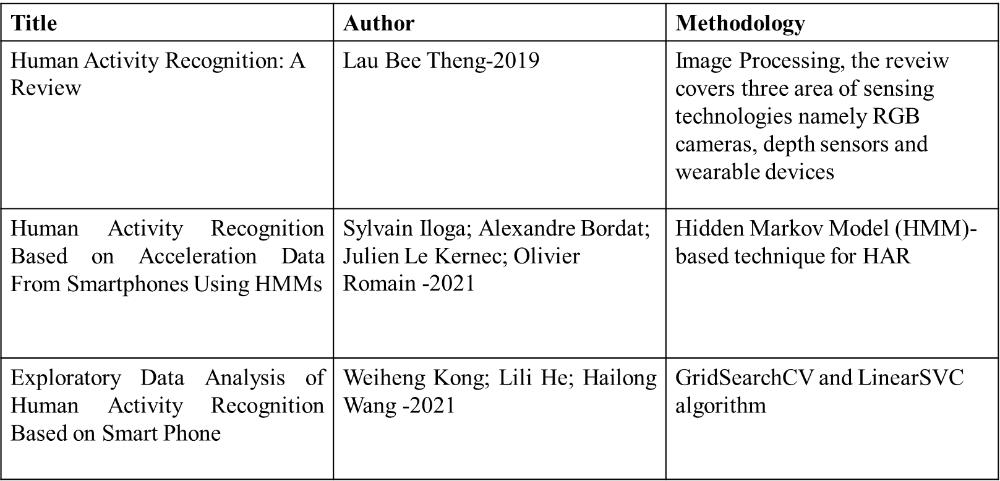 Title
Author
Methodology
Human Activity Recognition: A
Review
Lau Bee Theng-2019
Image Processing, the reveiw
covers three area of sensing
technologies namely RGB
cameras, depth sensors and
wearable devices
Human Activity Recognition
Based on Acceleration Data
From Smartphones Using HMMs
Sylvain Iloga; Alexandre Bordat;
Julien Le Kernec; Olivier
Romain -2021
Hidden Markov Model (HMM)-
based technique for HAR
Exploratory Data Analysis of
Human Activity Recognition
Based on Smart Phone
Weiheng Kong; Lili He; Hailong
Wang -2021
GridSearchCV and LinearSVC
algorithm